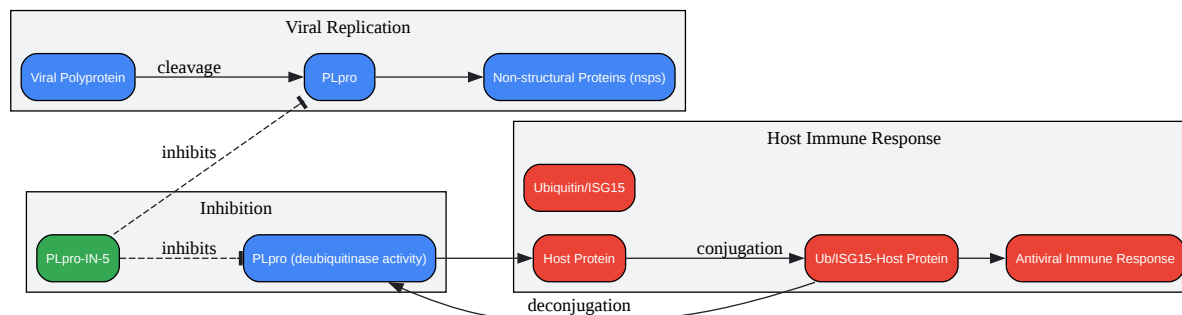 Viral Replication
Viral Polyprotein
cleavage
PLpro
Non-structural Proteins (nsps)
inhibits
Host Immune Response
Ubiquitin/ISG15
Inhibition
PLpro-IN-5
inhibits
PLpro (deubiquitinase activity)
Host Protein
conjugation
Ub/ISG15-Host Protein
Antiviral Immune Response
deconjugation